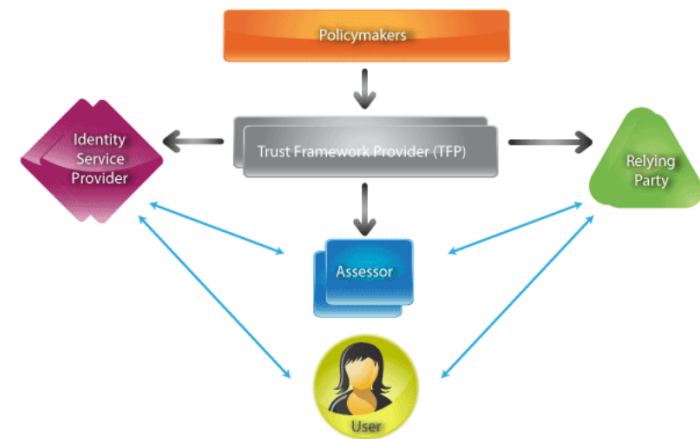 Policymakers
Identity
Service
Provider
Trust Framework Provider (TFP)
Relying
Party
Assessor
User